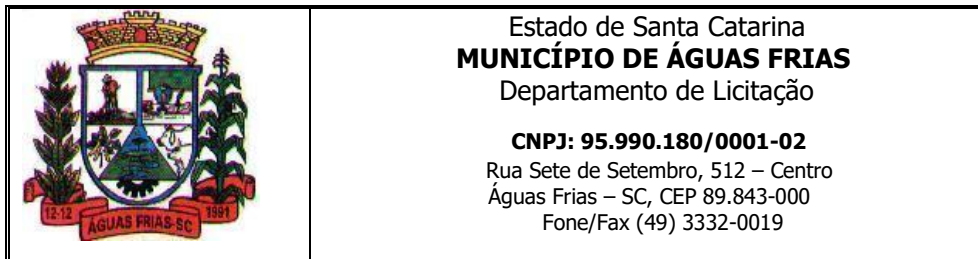 12-12
ÁGUAS FRIAS-SC
1991
Estado de Santa Catarina
MUNICÍPIO DE ÁGUAS FRIAS
Departamento de Licitação
CNPJ: 95.990.180/0001-02
Rua Sete de Setembro, 512 – Centro
Águas Frias – SC, CEP 89.843-000
Fone/Fax (49) 3332-0019